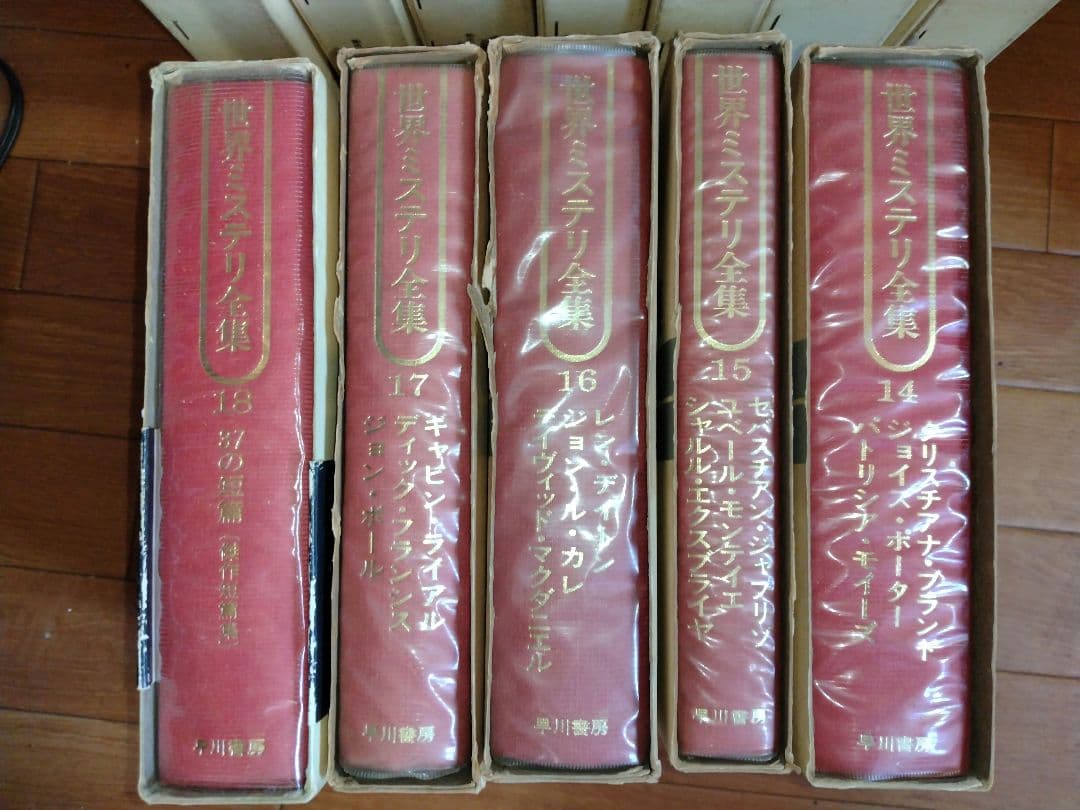 世界ミステリ全集
18
37の短篇(傑作短篇集)
早川書房
世界ミステリ全集
17
ギャビン・ライアル
ディック・フランシス
ジョン・ボール
早川書房
世界ミステリ全集
16
レン・デイトン
ジョン・ル・カレ
デイヴィッド・マクダニエル
早川書房
世界ミステリ全集
15
セバスチアン・ジャプリゾ
ユベール・モンテイエ
シャルル・エクスブライヤ
早川書房
世界ミステリ全集
14
クリスチアナ・ブランド
ジョイス・ポーター
パトリシア・モイーズ
早川書房